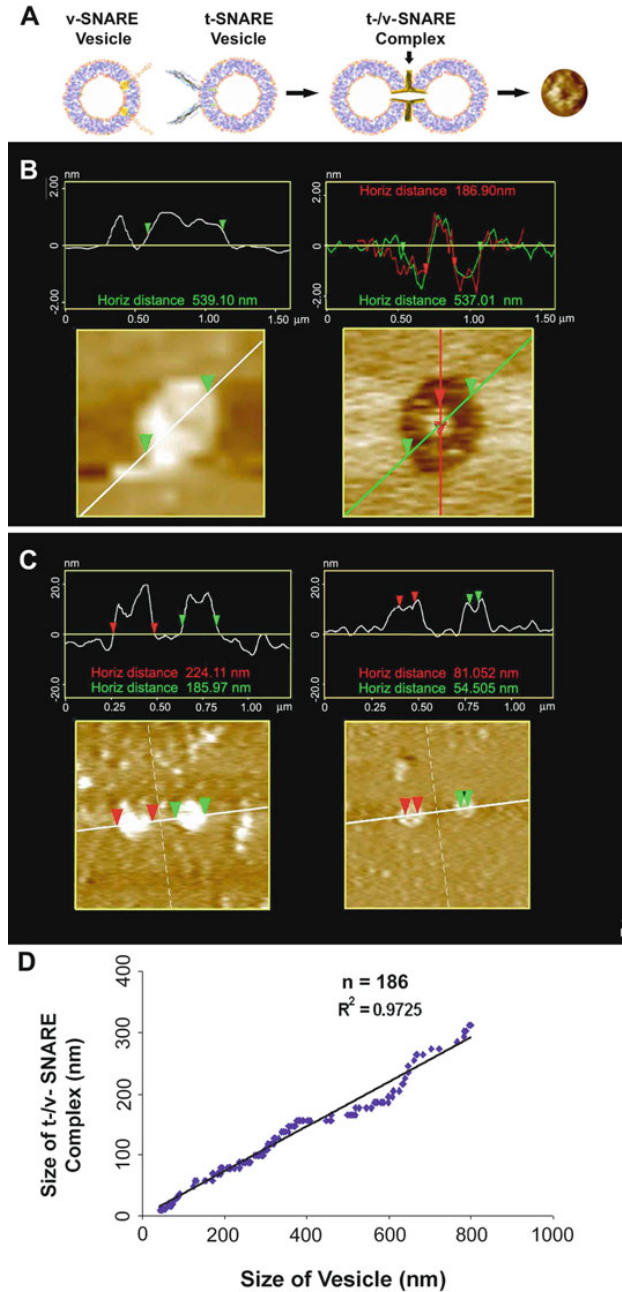 A
v-SNARE
Vesicle
t-SNARE
Vesicle
t-/v-SNARE
Complex
B
nm
2.00
0
-2.00
Horiz distance 539.10 nm
0
0.50
1.00
1.50
μm
Horiz distance 186.90nm
2.00
0
-2.00
Horiz distance 537.01 nm
0
0.50
1.00
1.50
μm
C
nm
20.0
0
-20.0
Horiz distance 224.11 nm
Horiz distance 185.97 nm
0.25
0.50
0.75
1.00
μm
nm
20.0
0
-20.0
Horiz distance 81.052 nm
Horiz distance 54.505 nm
0
0.25
0.50
0.75
1.00
μm
D
n = 186
R² = 0.9725
Size of t-/v- SNARE
Complex (nm)
400
300
200
100
0
0
200
400
600
800
1000
Size of Vesicle (nm)